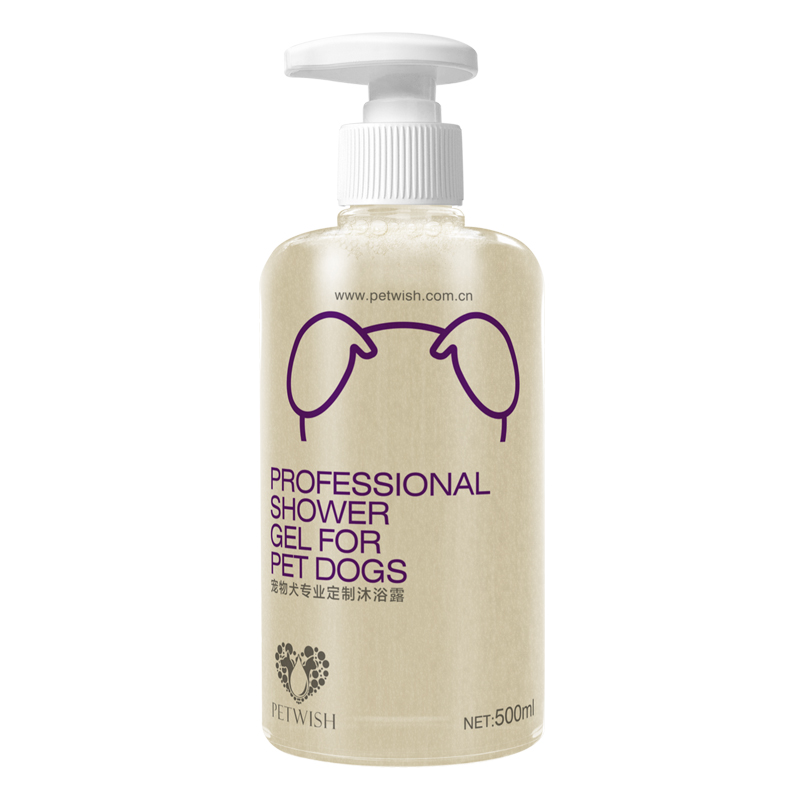 www.petwish.com.cn
PROFESSIONAL
SHOWER
GEL FOR
PET DOGS
宠物犬专业定制沐浴露
PETWISH
NET:500ml